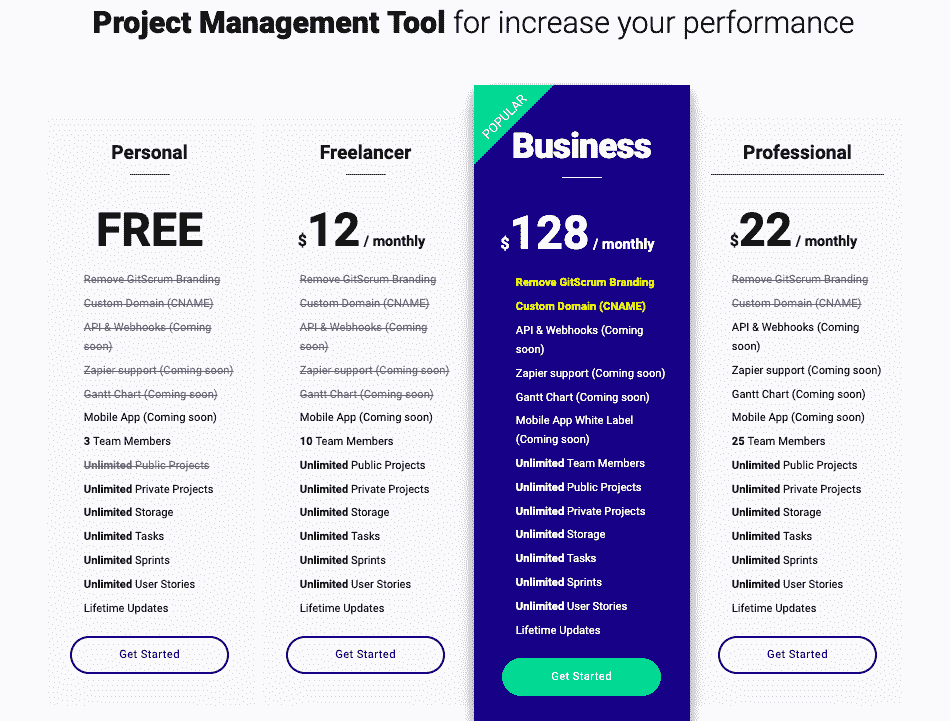 Project Management Tool for increase your performance
Personal
FREE
Remove GitScrum Branding
Custom Domain (CNAME)
API & Webhooks (Coming
soon)
Zapier support (Coming soon)
Gantt Chart (Coming soon)
Mobile App (Coming soon)
3 Team Members
Unlimited Public Projects
Unlimited Private Projects
Unlimited Storage
Unlimited Tasks
Unlimited Sprints
Unlimited User Stories
Lifetime Updates
Get Started
Freelancer
$12 / monthly
Remove GitScrum Branding
Custom Domain (CNAME)
API & Webhooks (Coming
soon)
Zapier support (Coming soon)
Gantt Chart (Coming soon)
Mobile App (Coming soon)
10 Team Members
Unlimited Public Projects
Unlimited Private Projects
Unlimited Storage
Unlimited Tasks
Unlimited Sprints
Unlimited User Stories
Lifetime Updates
Get Started
POPULAR
Business
$128 / monthly
Remove GitScrum Branding
Custom Domain (CNAME)
API & Webhooks (Coming
soon)
Zapier support (Coming soon)
Gantt Chart (Coming soon)
Mobile App White Label
(Coming soon)
Unlimited Team Members
Unlimited Public Projects
Unlimited Private Projects
Unlimited Storage
Unlimited Tasks
Unlimited Sprints
Unlimited User Stories
Lifetime Updates
Get Started
Professional
$22 / monthly
Remove GitScrum Branding
Custom Domain (CNAME)
API & Webhooks (Coming
soon)
Zapier support (Coming soon)
Gantt Chart (Coming soon)
Mobile App (Coming soon)
25 Team Members
Unlimited Public Projects
Unlimited Private Projects
Unlimited Storage
Unlimited Tasks
Unlimited Sprints
Unlimited User Stories
Lifetime Updates
Get Started